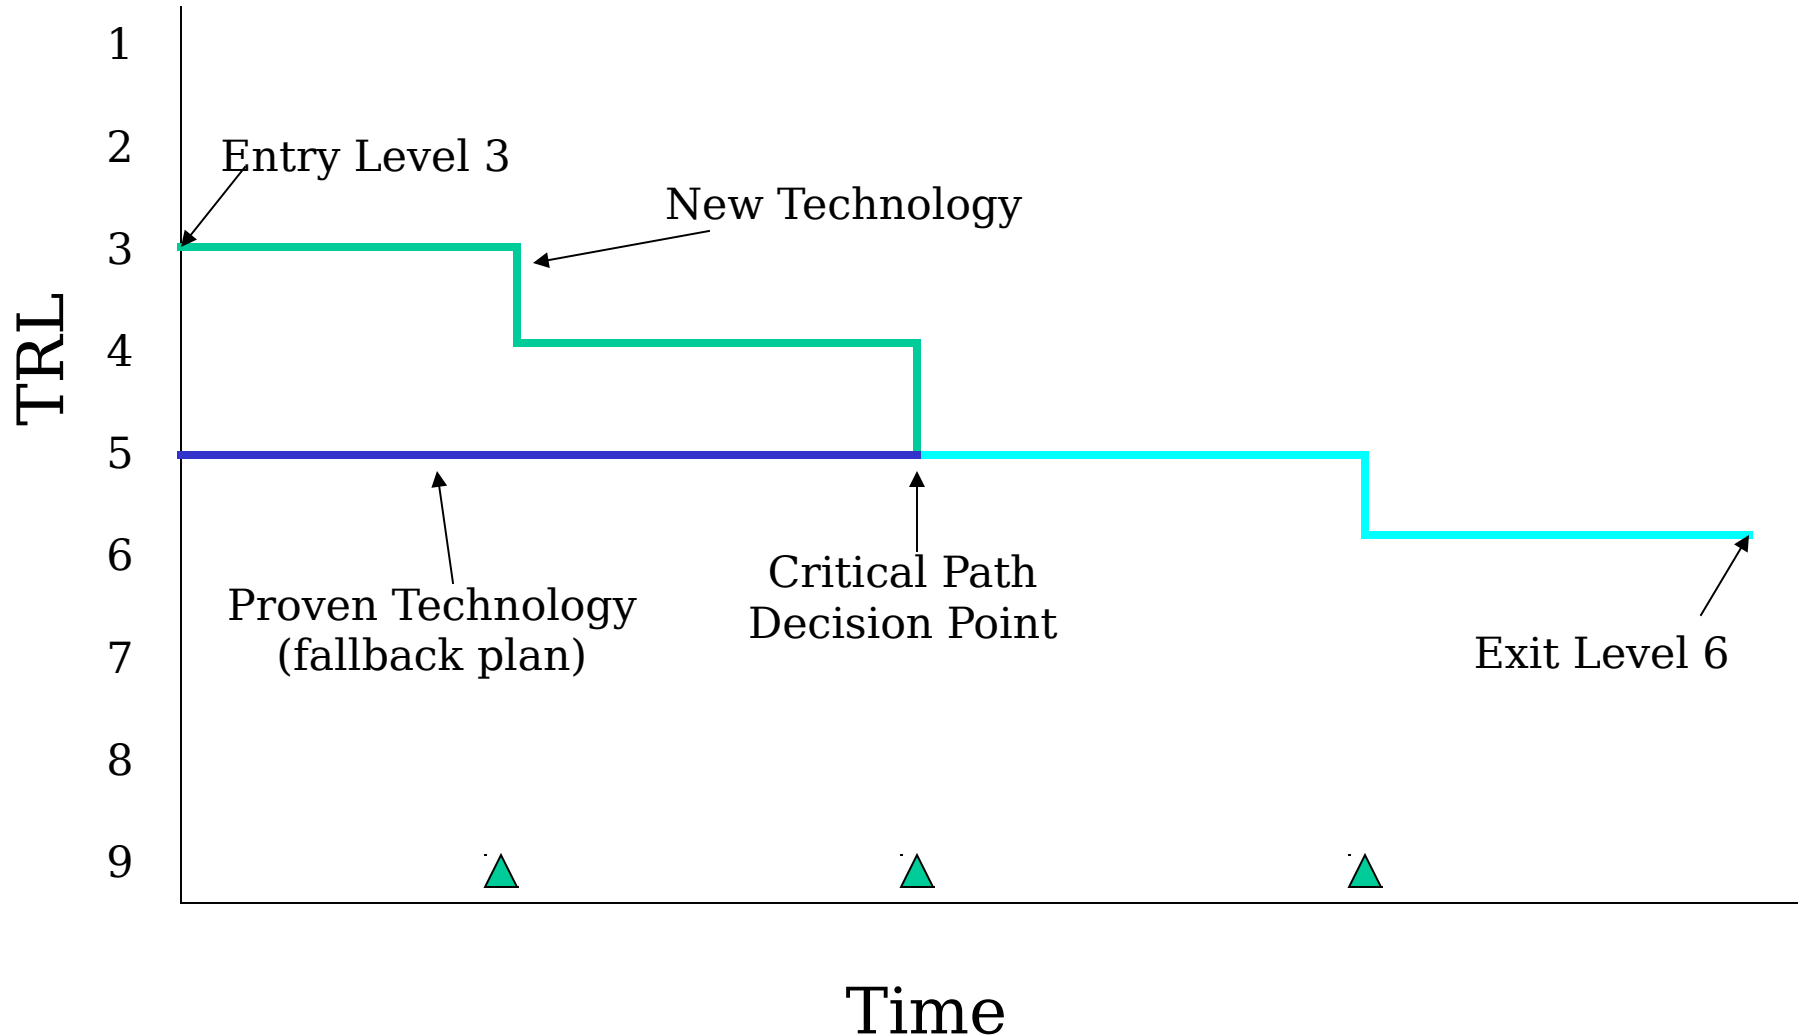 1
2
Entry Level 3
New Technology
3
TRL
4
5
6
Critical Path
Decision Point
Proven Technology
(fallback plan)
7
Exit Level 6
8
9
Time